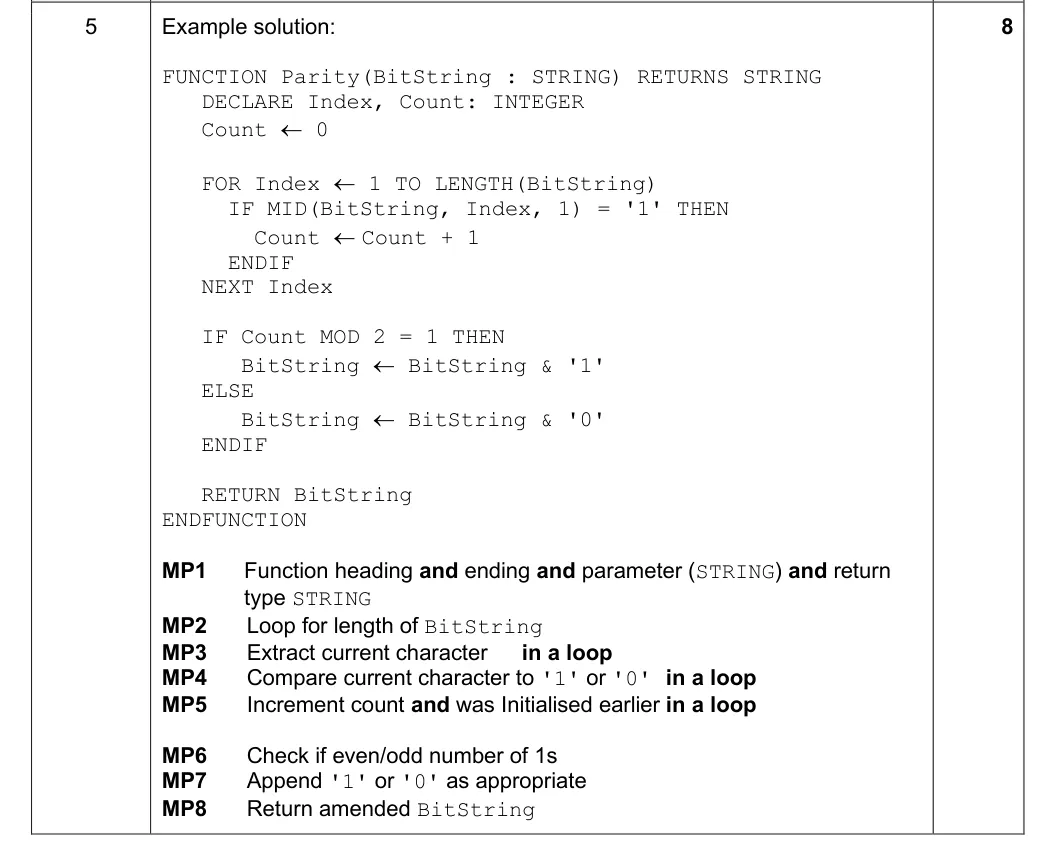 5 Example solution: 8
FUNCTION Parity(BitString : STRING) RETURNS STRING
DECLARE Index, Count: INTEGER
Count ← 0
FOR Index ← 1 TO LENGTH(BitString)
IF MID(BitString, Index, 1) = '1' THEN
Count ← Count + 1
ENDIF
NEXT Index
IF Count MOD 2 = 1 THEN
BitString ← BitString & '1'
ELSE
BitString ← BitString & '0'
ENDIF
RETURN BitString
ENDFUNCTION
MP1 Function heading and ending and parameter (STRING) and return
type STRING
MP2 Loop for length of BitString
MP3 Extract current character in a loop
MP4 Compare current character to '1' or '0' in a loop
MP5 Increment count and was Initialised earlier in a loop
MP6 Check if even/odd number of 1s
MP7 Append '1' or '0' as appropriate
MP8 Return amended BitString